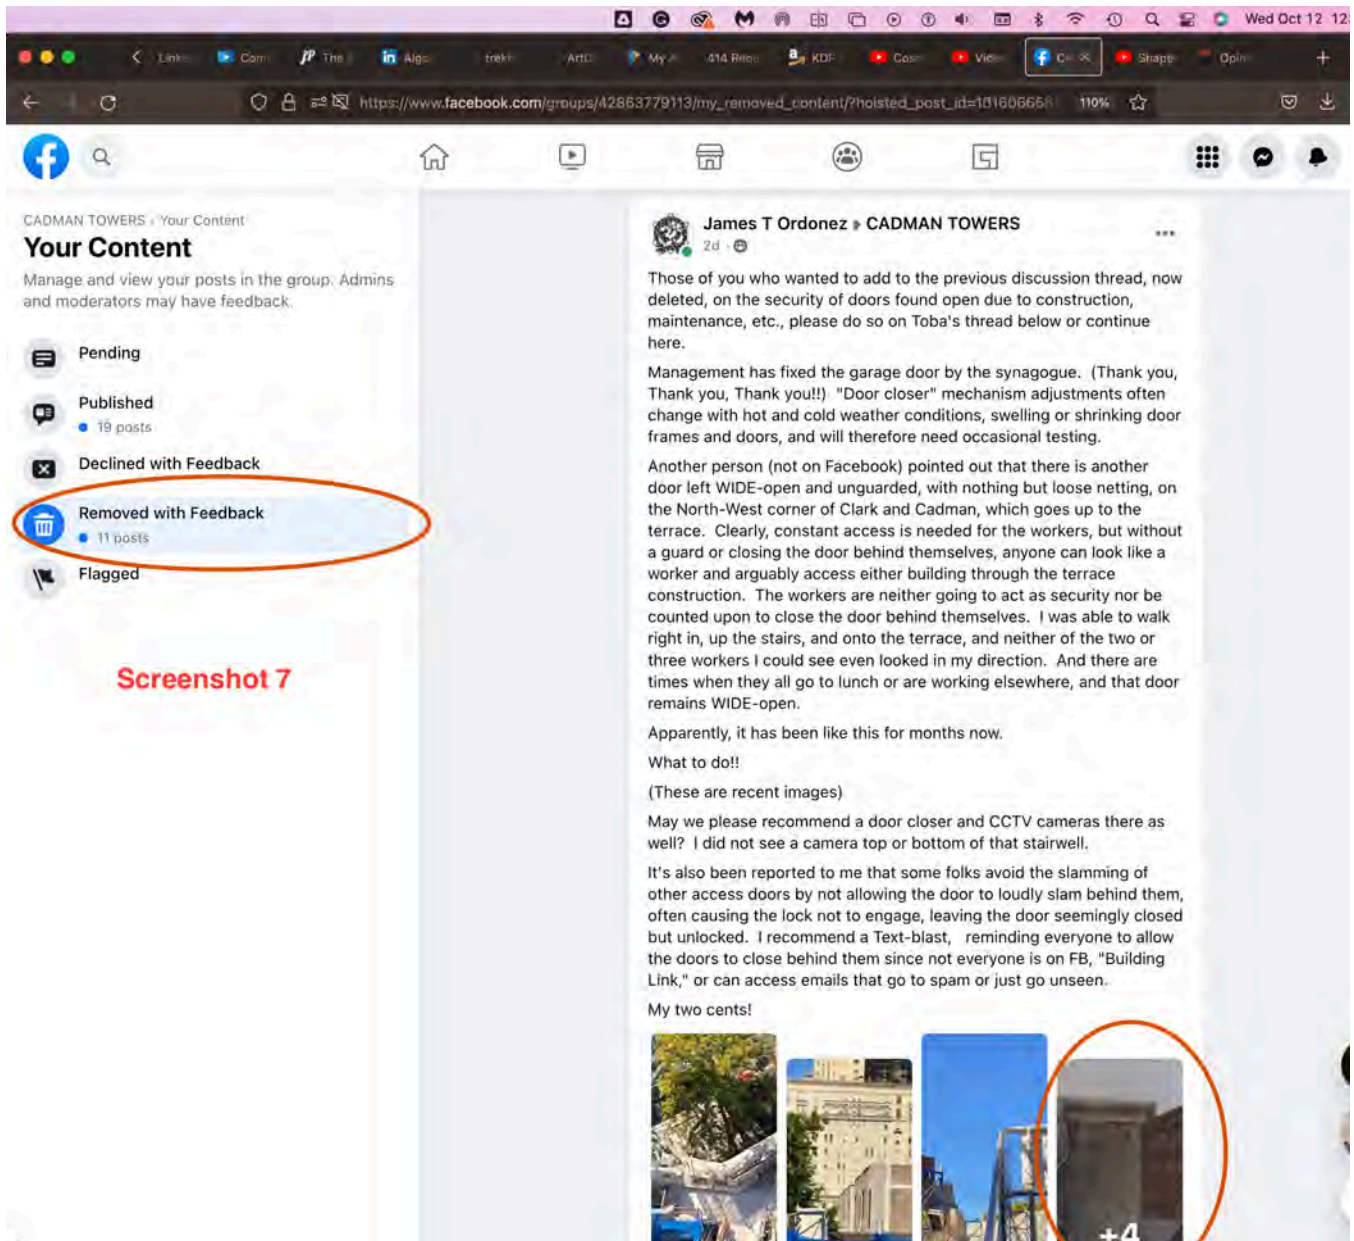 Wed Oct 12 12:
Com
The
My
KDP
Shape
Opin
https://www.facebook.com/groups/42863779113/my_removed_content/?hoisted_post_id=
110%
CADMAN TOWERS › Your Content
Your Content
Manage and view your posts in the group. Admins
and moderators may have feedback.
Pending
Published
19 posts
Declined with Feedback
Removed with Feedback
11 posts
Flagged
Screenshot 7
James T Ordonez ▸ CADMAN TOWERS
2d ·
Those of you who wanted to add to the previous discussion thread, now
deleted, on the security of doors found open due to construction,
maintenance, etc., please do so on Toba's thread below or continue
here.
Management has fixed the garage door by the synagogue. (Thank you,
Thank you, Thank you!!) "Door closer" mechanism adjustments often
change with hot and cold weather conditions, swelling or shrinking door
frames and doors, and will therefore need occasional testing.
Another person (not on Facebook) pointed out that there is another
door left WIDE-open and unguarded, with nothing but loose netting, on
the North-West corner of Clark and Cadman, which goes up to the
terrace. Clearly, constant access is needed for the workers, but without
a guard or closing the door behind themselves, anyone can look like a
worker and arguably access either building through the terrace
construction. The workers are neither going to act as security nor be
counted upon to close the door behind themselves. I was able to walk
right in, up the stairs, and onto the terrace, and neither of the two or
three workers I could see even looked in my direction. And there are
times when they all go to lunch or are working elsewhere, and that door
remains WIDE-open.
Apparently, it has been like this for months now.
What to do!!
(These are recent images)
May we please recommend a door closer and CCTV cameras there as
well? I did not see a camera top or bottom of that stairwell.
It's also been reported to me that some folks avoid the slamming of
other access doors by not allowing the door to loudly slam behind them,
often causing the lock not to engage, leaving the door seemingly closed
but unlocked. I recommend a Text-blast, reminding everyone to allow
the doors to close behind them since not everyone is on FB, "Building
Link," or can access emails that go to spam or just go unseen.
My two cents!
+4